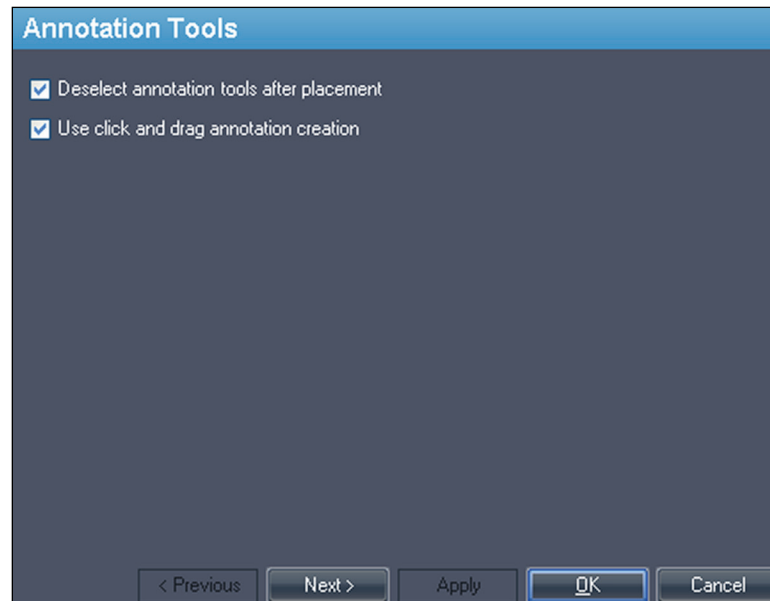 Annotation Tools
Deselect annotation tools after placement
Use click and drag annotation creation
< Previous Next > Apply OK Cancel